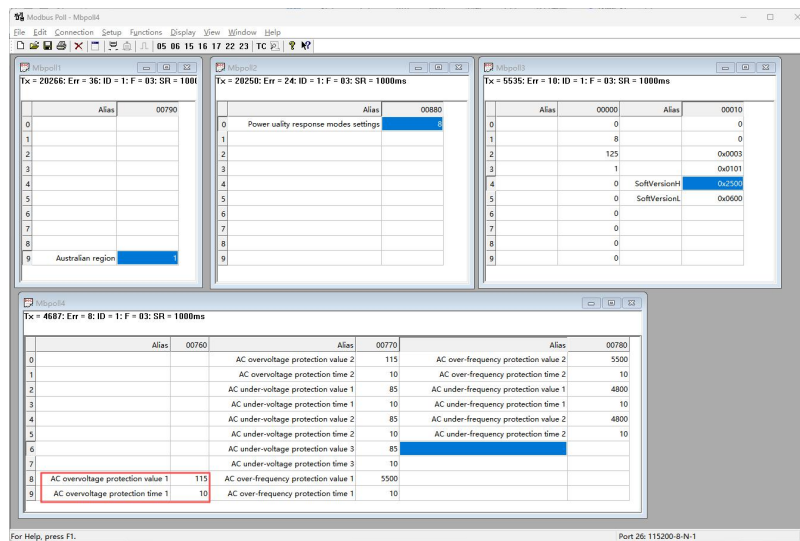 Modbus Poll - Mbpoll4
File Edit Connection Setup Functions Display View Window Help
05 06 15 16 17 22 23 TC
Mbpoll1
Tx = 20266: Err = 36: ID = 1: F = 03: SR = 100
Alias 00790
0
1
2
3
4
5
6
7
8
9 Australian region 1
Mbpoll2
Tx = 20250: Err = 24: ID = 1: F = 03: SR = 1000ms
Alias 00880
0 Power uality response modes settings 8
1
2
3
4
5
6
7
8
9
Mbpoll3
Tx = 5535: Err = 10: ID = 1: F = 03: SR = 1000ms
Alias 00000 Alias 00010
0 0 0
1 8 0
2 125 0x0003
3 1 0x0101
4 0 SoftVersionH 0x2500
5 0 SoftVersionL 0x0600
6 0
7 0
8 0
9 0
Mbpoll4
Tx = 4687: Err = 8: ID = 1: F = 03: SR = 1000ms
Alias 00760 Alias 00770 Alias 00780
0 AC overvoltage protection value 2 115 AC over-frequency protection value 2 5500
1 AC overvoltage protection time 2 10 AC over-frequency protection time 2 10
2 AC under-voltage protection value 1 85 AC under-frequency protection value 1 4800
3 AC under-voltage protection time 1 10 AC under-frequency protection time 1 10
4 AC under-voltage protection value 2 85 AC under-frequency protection value 2 4800
5 AC under-voltage protection time 2 10 AC under-frequency protection time 2 10
6 AC under-voltage protection value 3 85
7 AC under-voltage protection time 3 10
8 AC overvoltage protection value 1 115 AC over-frequency protection value 1 5500
9 AC overvoltage protection time 1 10 AC over-frequency protection time 1 10
For Help, press F1.
Port 26: 115200-8-N-1